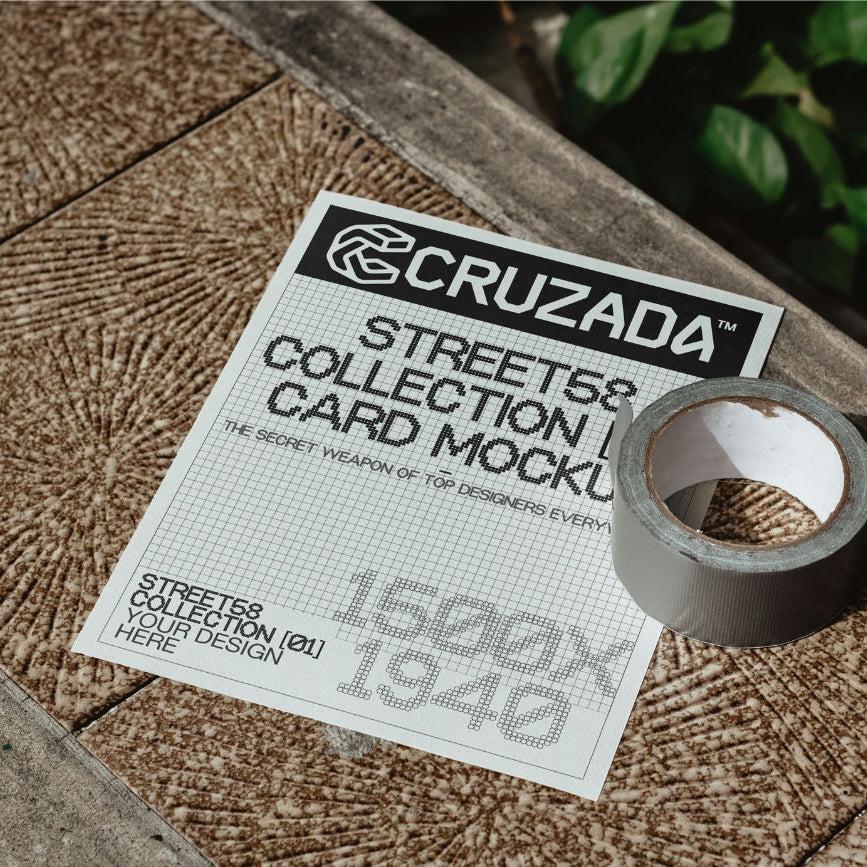 CRUZADA™
STREET58
COLLECTION
CARD MOCKU
THE SECRET WEAPON OF TOP DESIGNERS EVERY
1500X
1940
STREET58
COLLECTION [01]
YOUR DESIGN
HERE